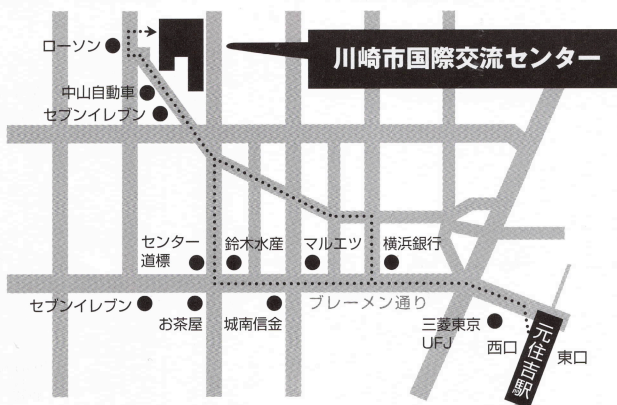 ローソン
川崎市国際交流センター
中山自動車
セブンイレブン
センター
道標
鈴木水産
マルエツ
横浜銀行
セブンイレブン
お茶屋
城南信金
ブレーメン通り
三菱東京
UFJ
西口
元住吉駅
東口